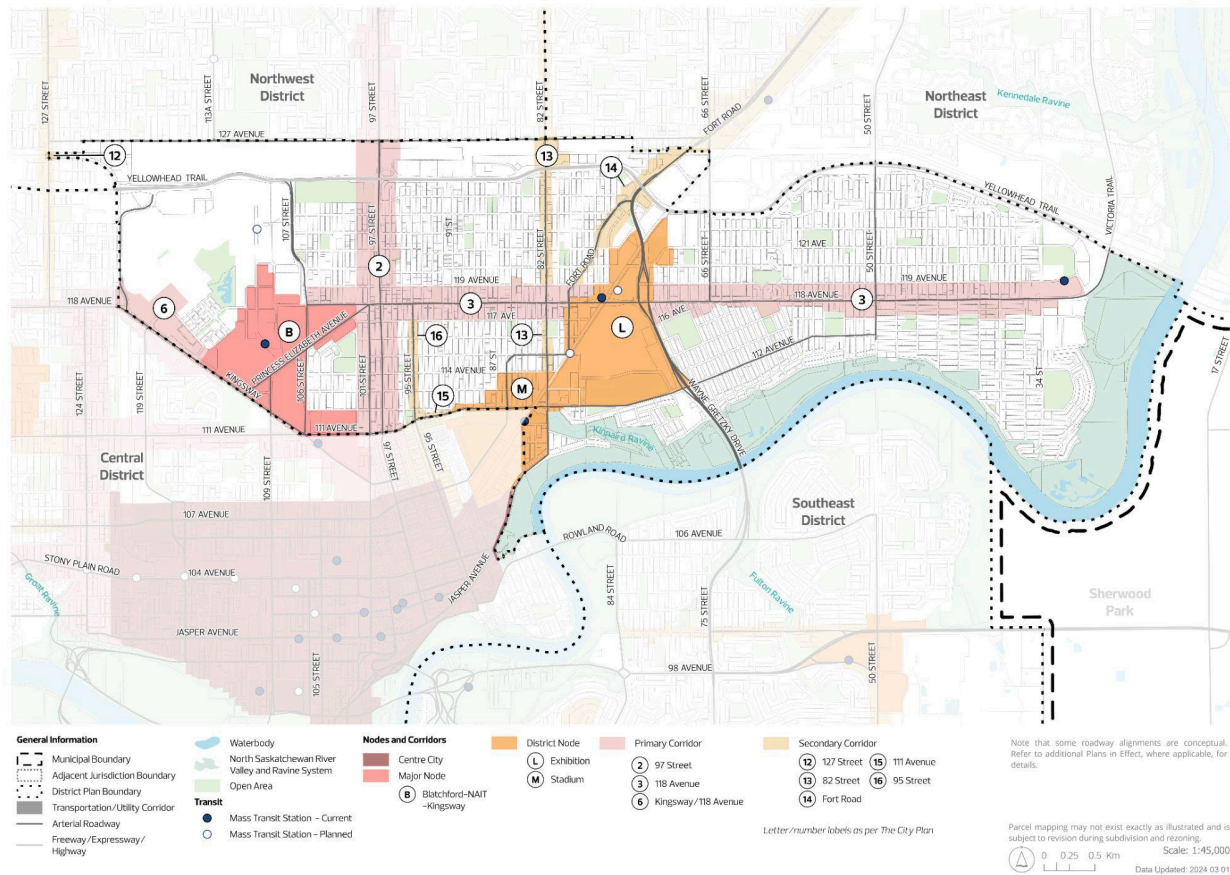 Northwest
District
Northeast
District
Kennedale Ravine
127 STREET
113A STREET
97 STREET
82 STREET
66 STREET
FORT ROAD
50 STREET
127 AVENUE
12
13
14
YELLOWHEAD TRAIL
YELLOWHEAD TRAIL
VICTORIA TRAIL
107 STREET
97 STREET
91 ST
82 STREET
FORT ROAD
66 STREET
121 AVE
50 STREET
2
119 AVENUE
119 AVENUE
118 AVENUE
6
B
3
117 AVE
116 AVE
118 AVENUE
3
L
KINGSWAY
PRINCESS ELIZABETH AVENUE
106 STREET
101 STREET
95 STREET
16
13
87 ST
114 AVENUE
112 AVENUE
M
15
WAYNE GRETZKY DRIVE
34 ST
17 STREET
124 STREET
119 STREET
111 AVENUE
111 AVENUE
Kinnaird Ravine
97 STREET
95 STREET
Central
District
109 STREET
Southeast
District
107 AVENUE
ROWLAND ROAD
106 AVENUE
STONY PLAIN ROAD
104 AVENUE
JASPER AVENUE
84 STREET
75 STREET
Fulton Ravine
Groat Ravine
Sherwood
Park
JASPER AVENUE
105 STREET
98 AVENUE
50 STREET
General Information
Municipal Boundary
Adjacent Jurisdiction Boundary
District Plan Boundary
Transportation/Utility Corridor
Arterial Roadway
Freeway/Expressway/
Highway
Waterbody
North Saskatchewan River
Valley and Ravine System
Open Area
Transit
Mass Transit Station - Current
Mass Transit Station - Planned
Nodes and Corridors
Centre City
Major Node
B Blatchford-NAIT
-Kingsway
District Node
L Exhibition
M Stadium
Primary Corridor
2 97 Street
3 118 Avenue
6 Kingsway/118 Avenue
Secondary Corridor
12 127 Street
13 82 Street
14 Fort Road
15 111 Avenue
16 95 Street
Letter/number labels as per The City Plan
Note that some roadway alignments are conceptual.
Refer to additional Plans in Effect, where applicable, for
details.
Parcel mapping may not exist exactly as illustrated and is
subject to revision during subdivision and rezoning.
0 0.25 0.5 Km
Scale: 1:45,000
Data Updated: 2024 03 01